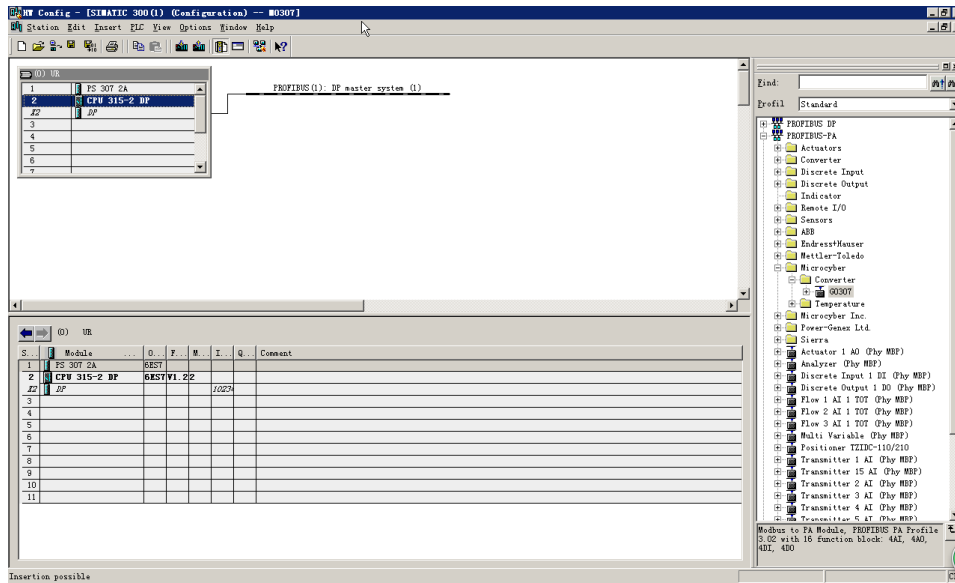 HW Config - [SIMATIC 300(1) (Configuration) -- M0307]
Station Edit Insert PLC View Options Window Help
(0) UR
1 PS 307 2A
2 CPU 315-2 DP
X2 DP
3
4
5
6
7
PROFIBUS(1): DP master system (1)
Find:
Profil Standard
PROFIBUS DP
PROFIBUS-PA
Actuators
Converter
Discrete Input
Discrete Output
Indicator
Remote I/O
Sensors
ABB
Endress+Hauser
Mettler-Toledo
Microcyber
Converter
G0307
Temperature
Microcyber Inc.
Power-Genex Ltd.
Sierra
Actuator 1 AO (Phy MBP)
Analyzer (Phy MBP)
Discrete Input 1 DI (Phy MBP)
Discrete Output 1 DO (Phy MBP)
Flow 1 AI 1 TOT (Phy MBP)
Flow 2 AI 1 TOT (Phy MBP)
Flow 3 AI 1 TOT (Phy MBP)
Multi Variable (Phy MBP)
Positioner TZIDC-110/210
Transmitter 1 AI (Phy MBP)
Transmitter 15 AI (Phy MBP)
Transmitter 2 AI (Phy MBP)
Transmitter 3 AI (Phy MBP)
Transmitter 4 AI (Phy MBP)
Transmitter 5 AI (Phy MBP)
Modbus to PA Module, PROFIBUS PA Profile
3.02 with 16 function block: 4AI, 4AO,
4DI, 4DO
(0) UR
S... Module ... O... F... M... I... Q... Comment
1 PS 307 2A 6ES7
2 CPU 315-2 DP 6ES7 V1.2 2
X2 DP 1023*
3
4
5
6
7
8
9
10
11
Insertion possible